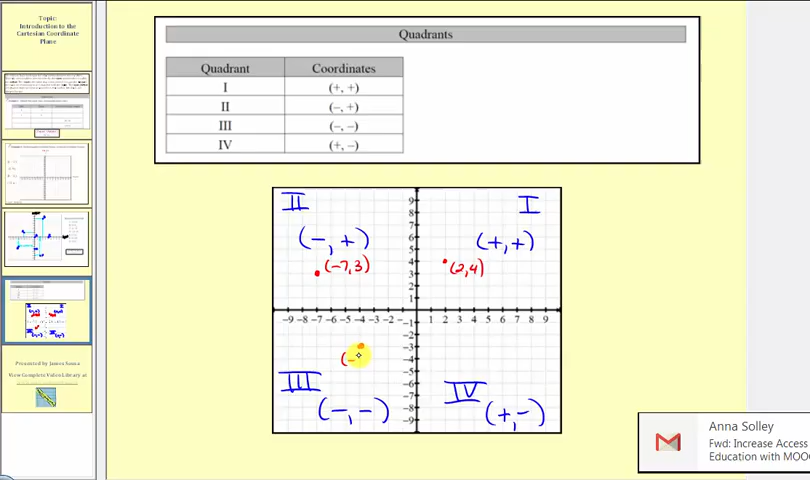 Topic:
Introduction to the
Cartesian Coordinate
Plane
Presented by James Sousa
View Complete Video Library at
Quadrants
Quadrant Coordinates
I (+, +)
II (–, +)
III (–, –)
IV (+, –)
II I
(–, +) (+, +)
(-7,3) (2,4)
9
8
7
6
5
4
3
2
1
-9 -8 -7 -6 -5 -4 -3 -2 -1 1 2 3 4 5 6 7 8 9
-1
-2
-3
-4
-5
-6
-7
-8
-9
(–
III IV
(–, –) (+, –)
Anna Solley
Fwd: Increase Access
Education with MOO